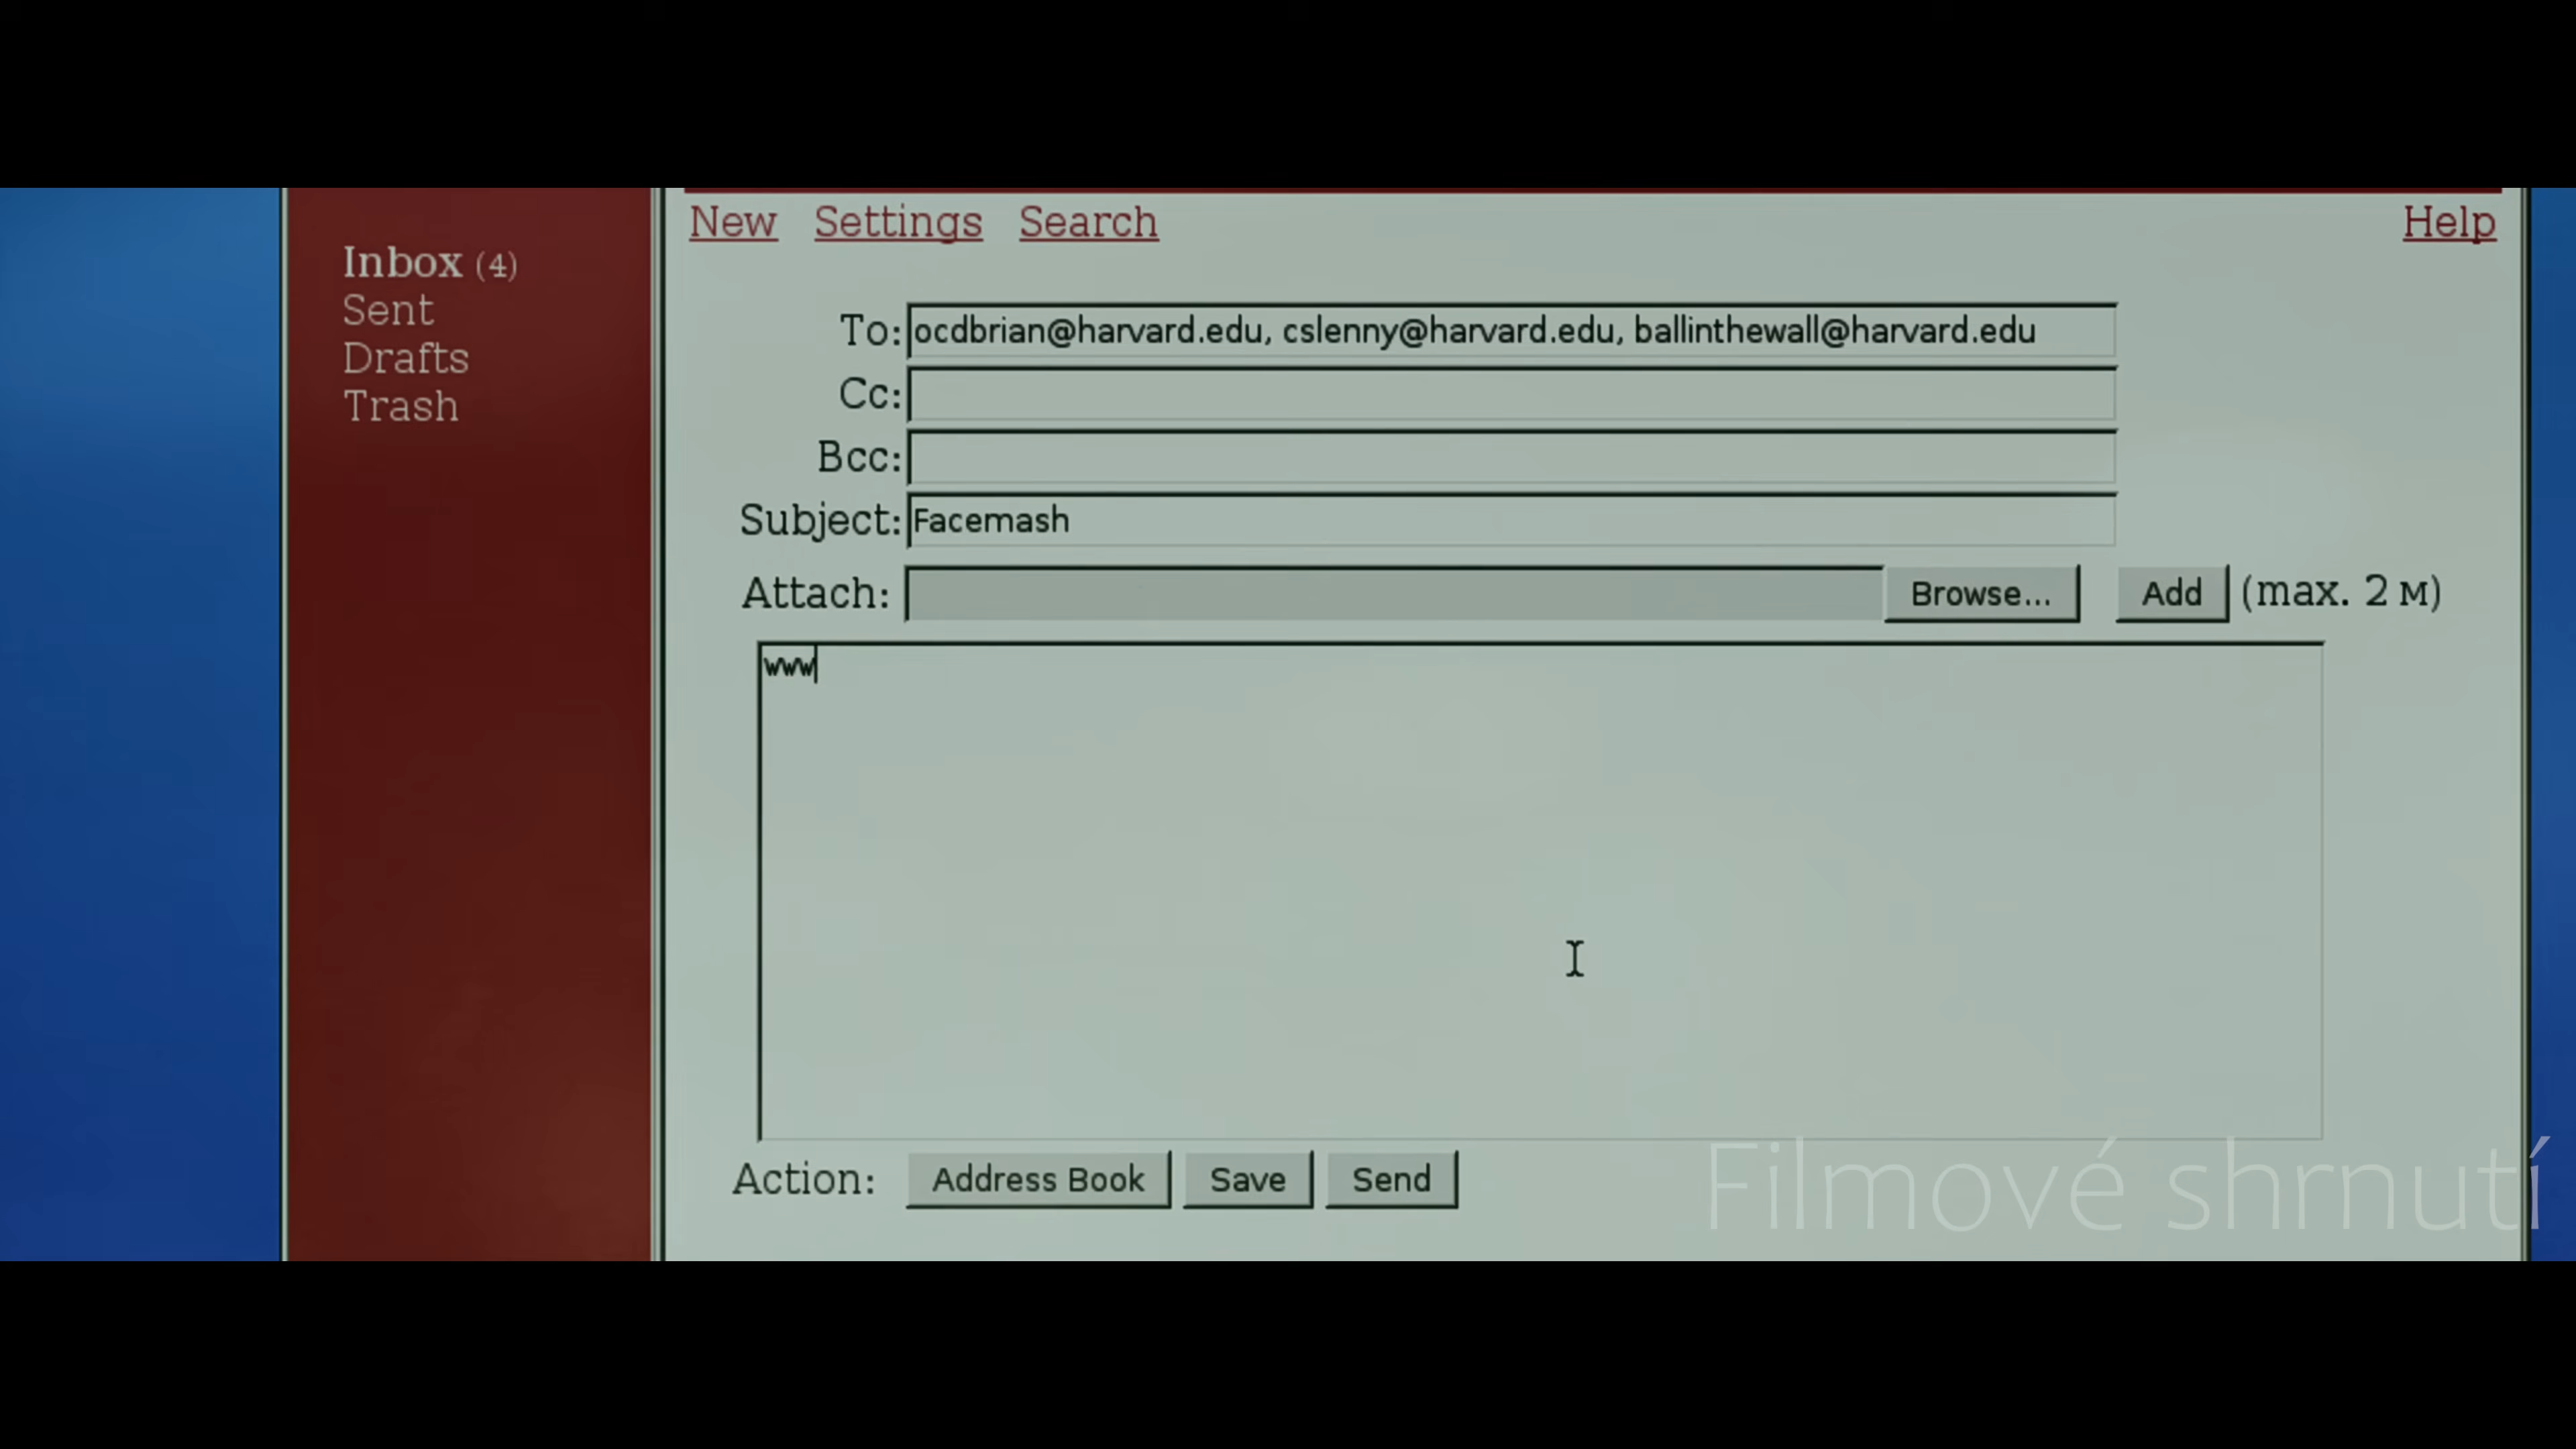 New Settings Search Help
Inbox (4)
Sent
Drafts
Trash
To: ocdbrian@harvard.edu, cslenny@harvard.edu, ballinthewall@harvard.edu
Cc:
Bcc:
Subject: Facemash
Attach: Browse... Add (max. 2 M)
www
Action: Address Book Save Send
Filmové shrnutí